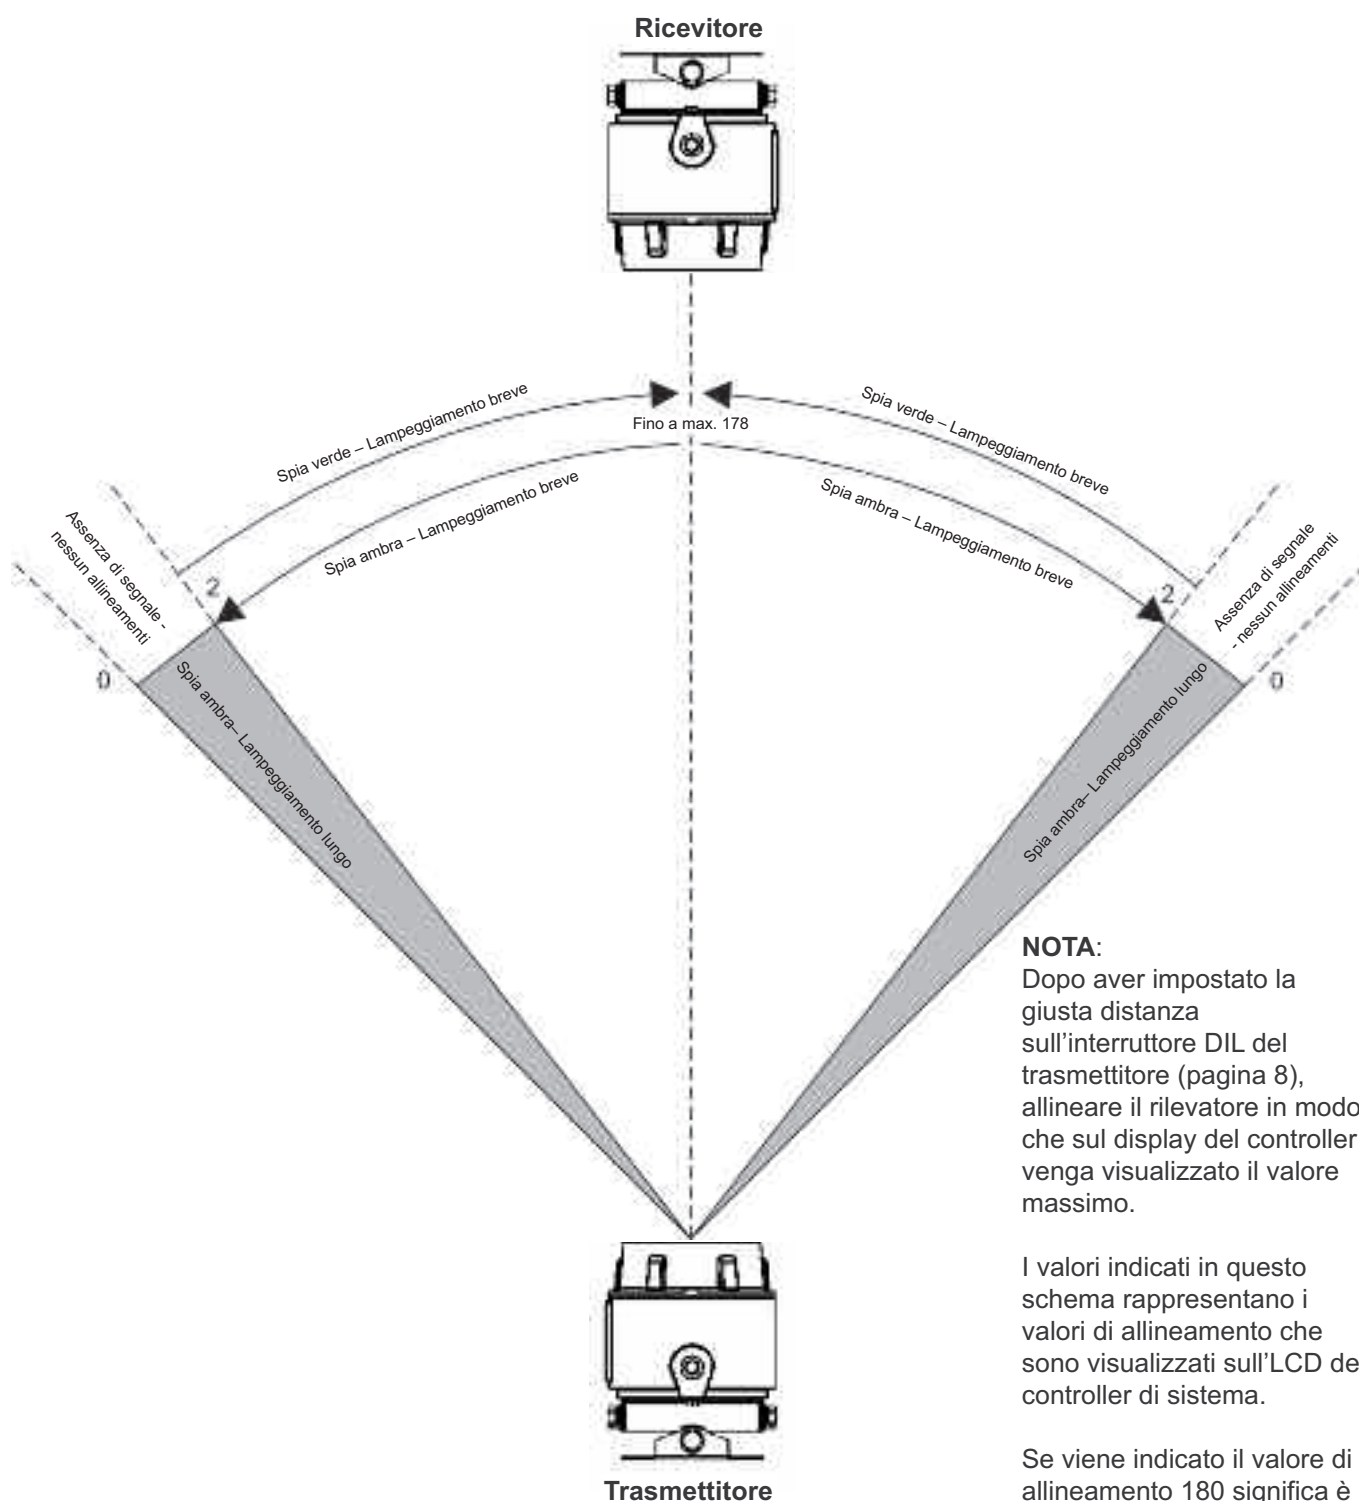 Ricevitore
Spia verde – Lampeggiamento breve
Spia verde – Lampeggiamento breve
Fino a max. 178
Spia ambra – Lampeggiamento breve
Spia ambra – Lampeggiamento breve
Assenza di segnale -
nessun allineamenti
2
0
2
0
Assenza di segnale
- nessun allineamenti
Spia ambra– Lampeggiamento lungo
Spia ambra– Lampeggiamento lungo
NOTA:
Dopo aver impostato la
giusta distanza
sull'interruttore DIL del
trasmettitore (pagina 8),
allineare il rilevatore in modo
che sul display del controller
venga visualizzato il valore
massimo.
I valori indicati in questo
schema rappresentano i
valori di allineamento che
sono visualizzati sull'LCD de
controller di sistema.
Se viene indicato il valore di
allineamento 180 significa è
Trasmettitore